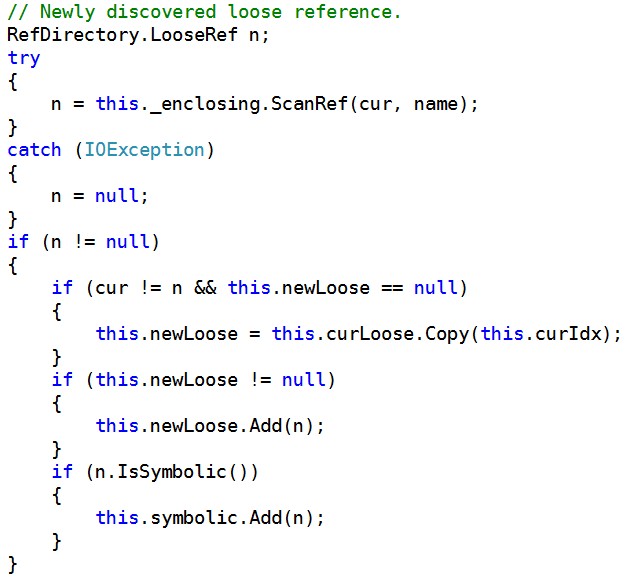 // Newly discovered loose reference.
RefDirectory.LooseRef n;
try
{
    n = this._enclosing.ScanRef(cur, name);
}
catch (IOException)
{
    n = null;
}
if (n != null)
{
    if (cur != n && this.newLoose == null)
    {
        this.newLoose = this.curLoose.Copy(this.curIdx);
    }
    if (this.newLoose != null)
    {
        this.newLoose.Add(n);
    }
    if (n.IsSymbolic())
    {
        this.symbolic.Add(n);
    }
}